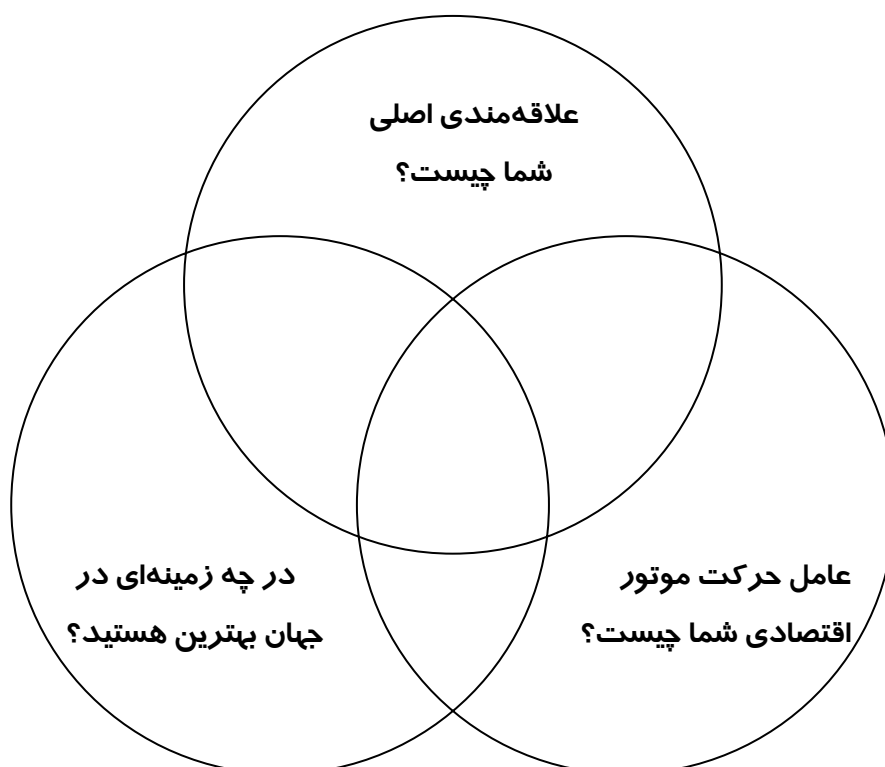 علاقه‌مندی اصلی
شما چیست؟
در چه زمینه‌ای در
جهان بهترین هستید؟
عامل حرکت موتور
اقتصادی شما چیست؟